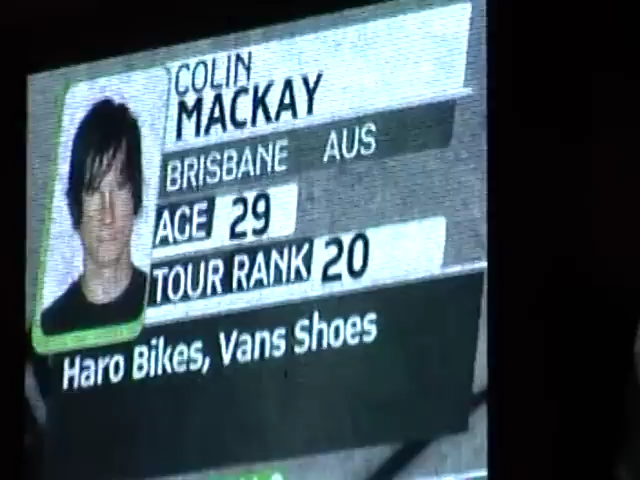 COLIN
MACKAY
BRISBANE AUS
AGE 29
TOUR RANK 20
Haro Bikes, Vans Shoes